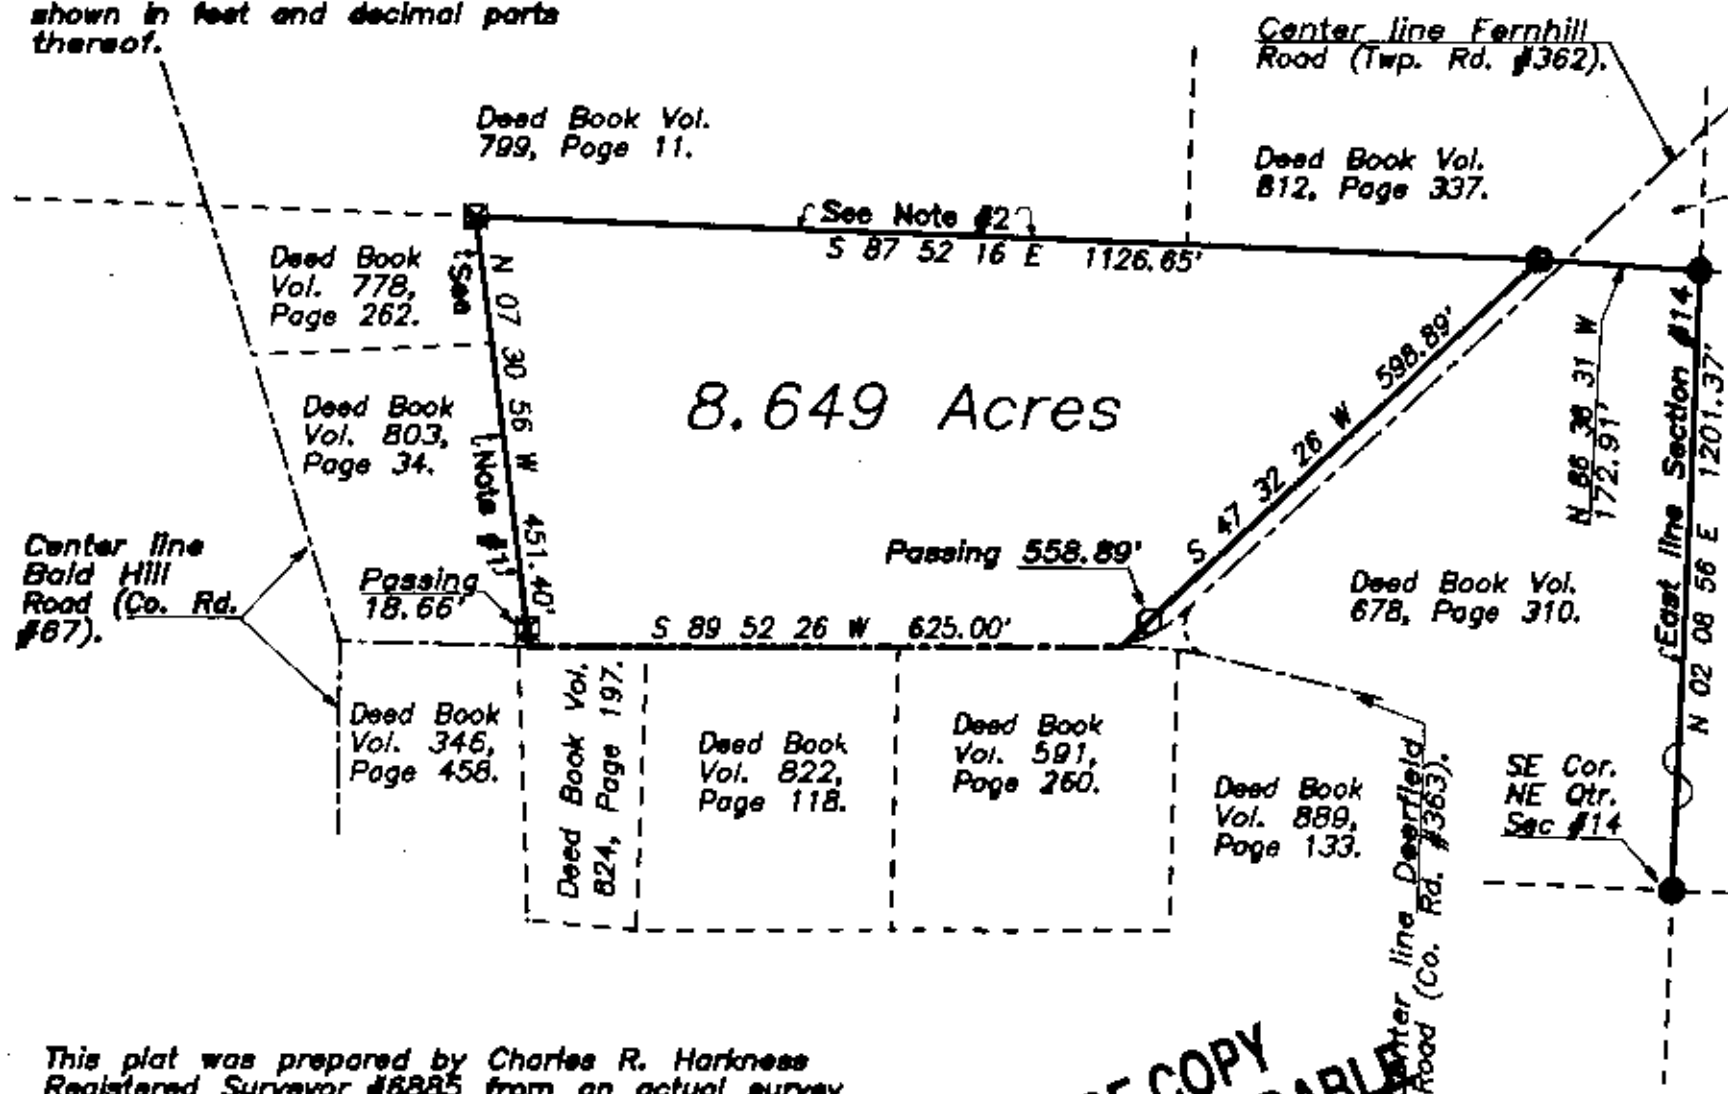 shown in feet and decimal parts
thereof.
Center line Fernhill
Road (Twp. Rd. #362).
Deed Book Vol.
799, Page 11.
Deed Book Vol.
812, Page 337.
See Note #2
S 87 52 16 E 1126.65'
Deed Book
Vol. 778,
Page 262.
See
Note #1
N 07 30 56 W 451.40'
Deed Book
Vol. 803,
Page 34.
8.649 Acres
S 47 32 26 W 598.89'
N 86 36 31 W
172.91'
(East line Section #14
N 02 08 56 E 1201.37'
Center line
Bald Hill
Road (Co. Rd.
#67).
Passing
18.66'
Passing 558.89'
S 89 52 26 W 625.00'
Deed Book Vol.
678, Page 310.
Deed Book
Vol. 346,
Page 458.
Deed Book Vol.
824, Page 197.
Deed Book
Vol. 822,
Page 118.
Deed Book
Vol. 591,
Page 260.
Deed Book
Vol. 889,
Page 133.
line Deerfield
Road (Co. Rd. #363).
SE Cor.
NE Qtr.
Sec #14
This plat was prepared by Charles R. Harkness
Registered Surveyor #6885 from an actual survey
COPY